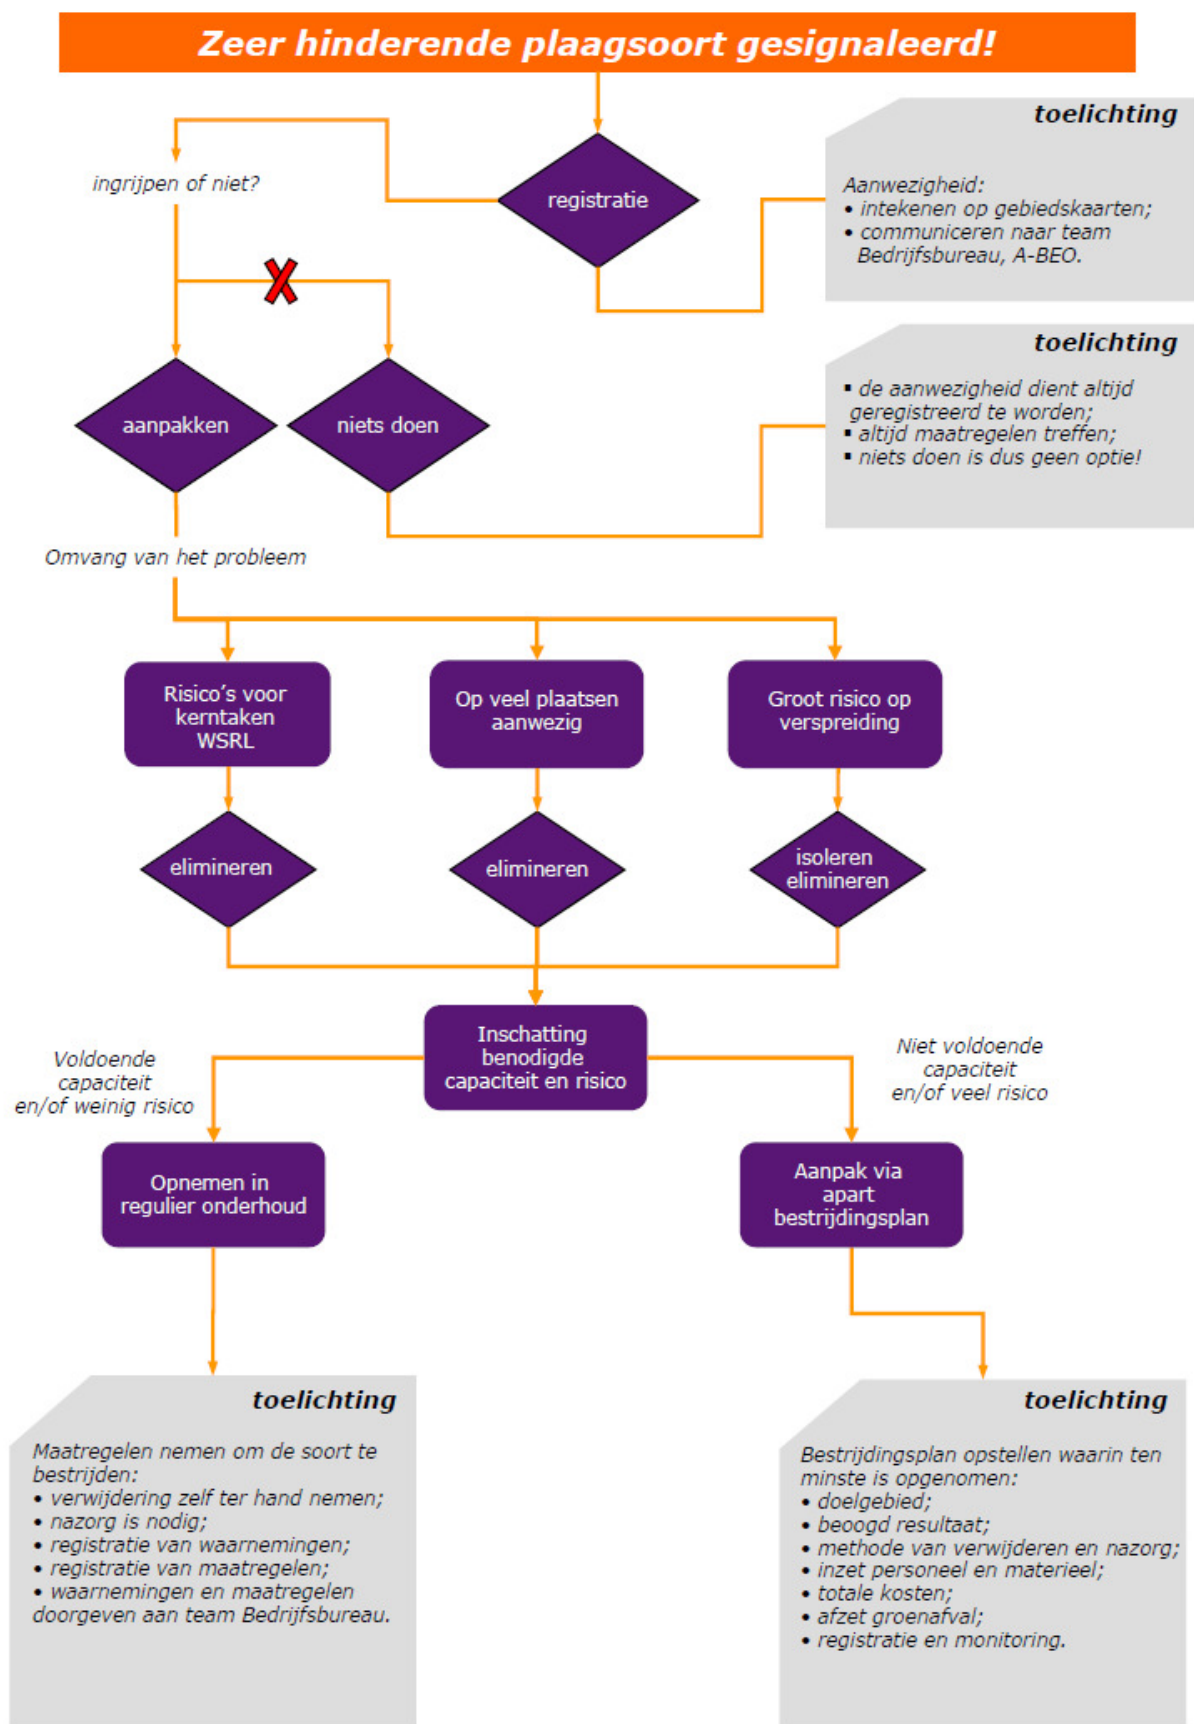 Zeer hinderende plaagsoort gesignaleerd!
toelichting
ingrijpen of niet?
registratie
Aanwezigheid:
• intekenen op gebiedskaarten;
• communiceren naar team
Bedrijfsbureau, A-BEO.
toelichting
▪ de aanwezigheid dient altijd
geregistreerd te worden;
▪ altijd maatregelen treffen;
▪ niets doen is dus geen optie!
aanpakken
niets doen
Omvang van het probleem
Risico's voor
kerntaken
WSRL
Op veel plaatsen
aanwezig
Groot risico op
verspreiding
elimineren
elimineren
isoleren
elimineren
Inschatting
benodigde
capaciteit en risico
Voldoende
capaciteit
en/of weinig risico
Niet voldoende
capaciteit
en/of veel risico
Opnemen in
regulier onderhoud
Aanpak via
apart
bestrijdingsplan
toelichting
Maatregelen nemen om de soort te
bestrijden:
• verwijdering zelf ter hand nemen;
• nazorg is nodig;
• registratie van waarnemingen;
• registratie van maatregelen;
• waarnemingen en maatregelen
doorgeven aan team Bedrijfsbureau.
toelichting
Bestrijdingsplan opstellen waarin ten
minste is opgenomen:
• doelgebied;
• beoogd resultaat;
• methode van verwijderen en nazorg;
• inzet personeel en materieel;
• totale kosten;
• afzet groenafval;
• registratie en monitoring.